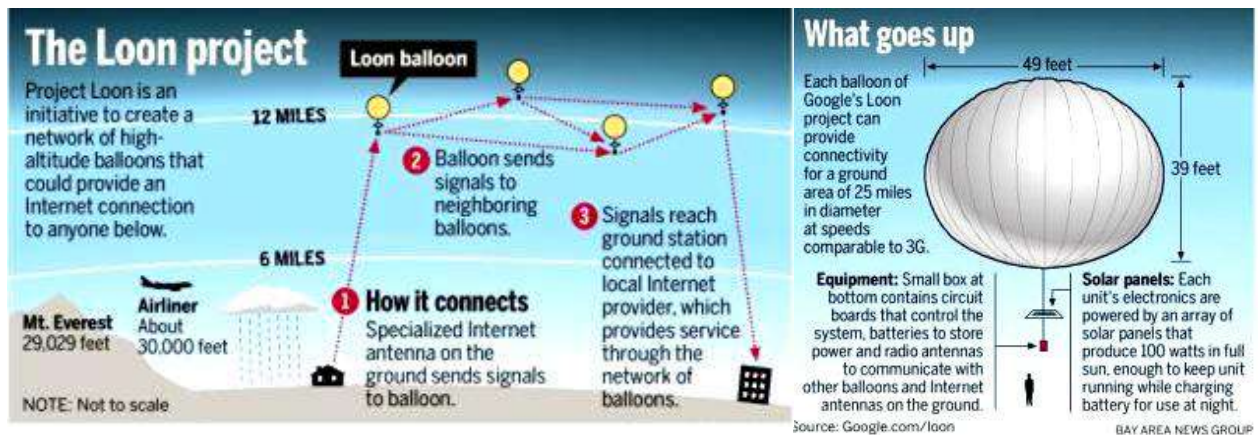 The Loon project
Project Loon is an
initiative to create a
network of high-
altitude balloons that
could provide an
Internet connection
to anyone below.
Loon balloon
12 MILES
2 Balloon sends
signals to
neighboring
balloons.
3 Signals reach
ground station
connected to
local Internet
provider, which
provides service
through the
network of
balloons.
6 MILES
Mt. Everest
29,029 feet
Airliner
About
30.000 feet
1 How it connects
Specialized Internet
antenna on the
ground sends signals
to balloon.
NOTE: Not to scale
What goes up
49 feet
39 feet
Each balloon of
Google's Loon
project can
provide
connectivity
for a ground
area of 25 miles
in diameter
at speeds
comparable to 3G.
Equipment: Small box at
bottom contains circuit
boards that control the
system, batteries to store
power and radio antennas
to communicate with
other balloons and Internet
antennas on the ground.
Solar panels: Each
unit's electronics are
powered by an array of
solar panels that
produce 100 watts in full
sun, enough to keep unit
running while charging
battery for use at night.
Source: Google.com/loon
BAY AREA NEWS GROUP